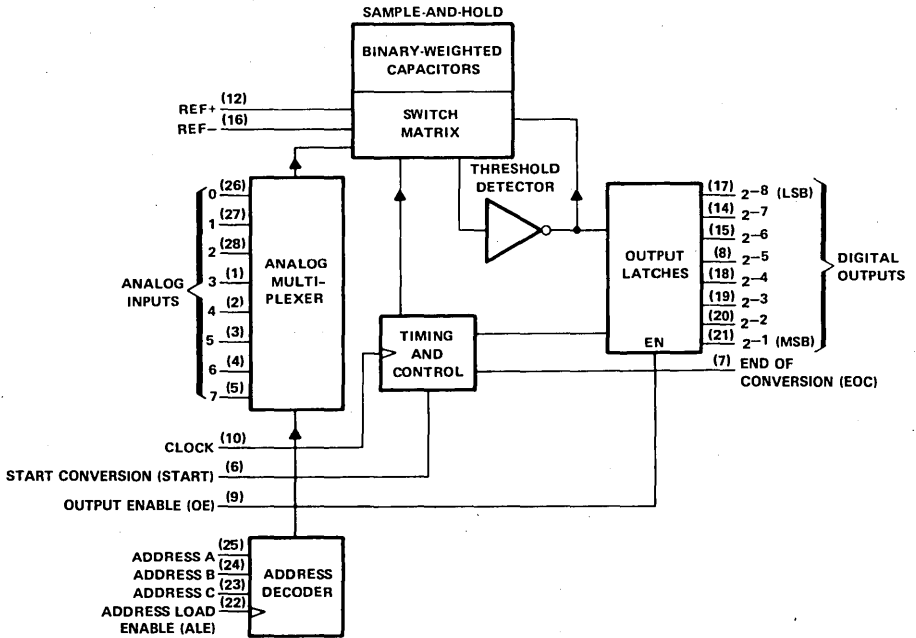 SAMPLE-AND-HOLD
BINARY-WEIGHTED
CAPACITORS
SWITCH
MATRIX
REF+ (12)
REF– (16)
THRESHOLD
DETECTOR
ANALOG
INPUTS
0 (26)
1 (27)
2 (28)
3 (1)
4 (2)
5 (3)
6 (4)
7 (5)
ANALOG
MULTI-
PLEXER
TIMING
AND
CONTROL
OUTPUT
LATCHES
EN
(17) 2–8 (LSB)
(14) 2–7
(15) 2–6
(8) 2–5
(18) 2–4
(19) 2–3
(20) 2–2
(21) 2–1 (MSB)
DIGITAL
OUTPUTS
(7) END OF
CONVERSION (EOC)
CLOCK (10)
START CONVERSION (START) (6)
OUTPUT ENABLE (OE) (9)
ADDRESS A (25)
ADDRESS B (24)
ADDRESS C (23)
ADDRESS LOAD (22)
ENABLE (ALE)
ADDRESS
DECODER